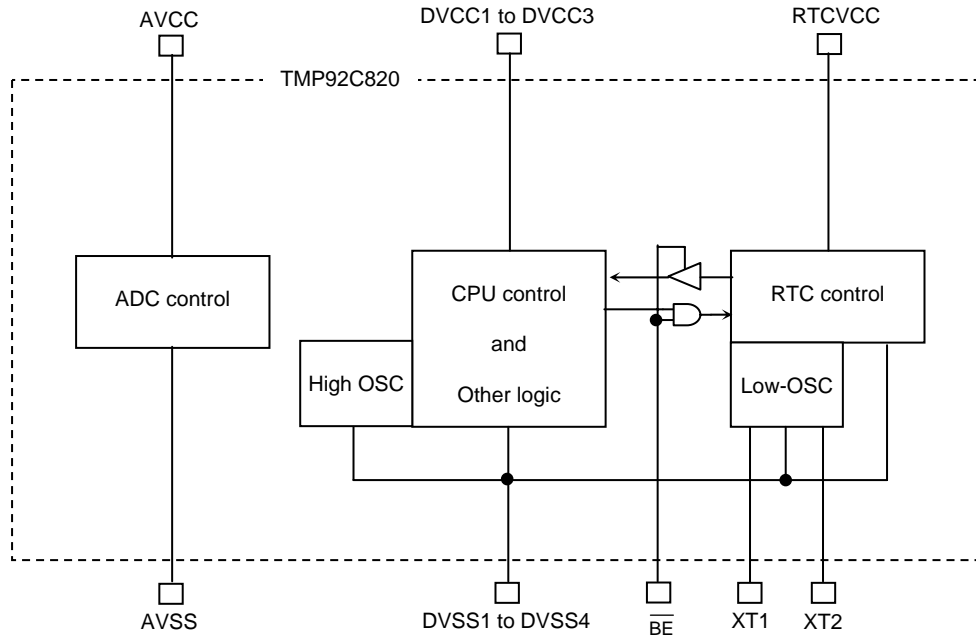 AVCC
DVCC1 to DVCC3
RTCVCC
TMP92C820
ADC control
CPU control
and
Other logic
RTC control
High OSC
Low-OSC
AVSS
DVSS1 to DVSS4
B̅E̅
XT1
XT2